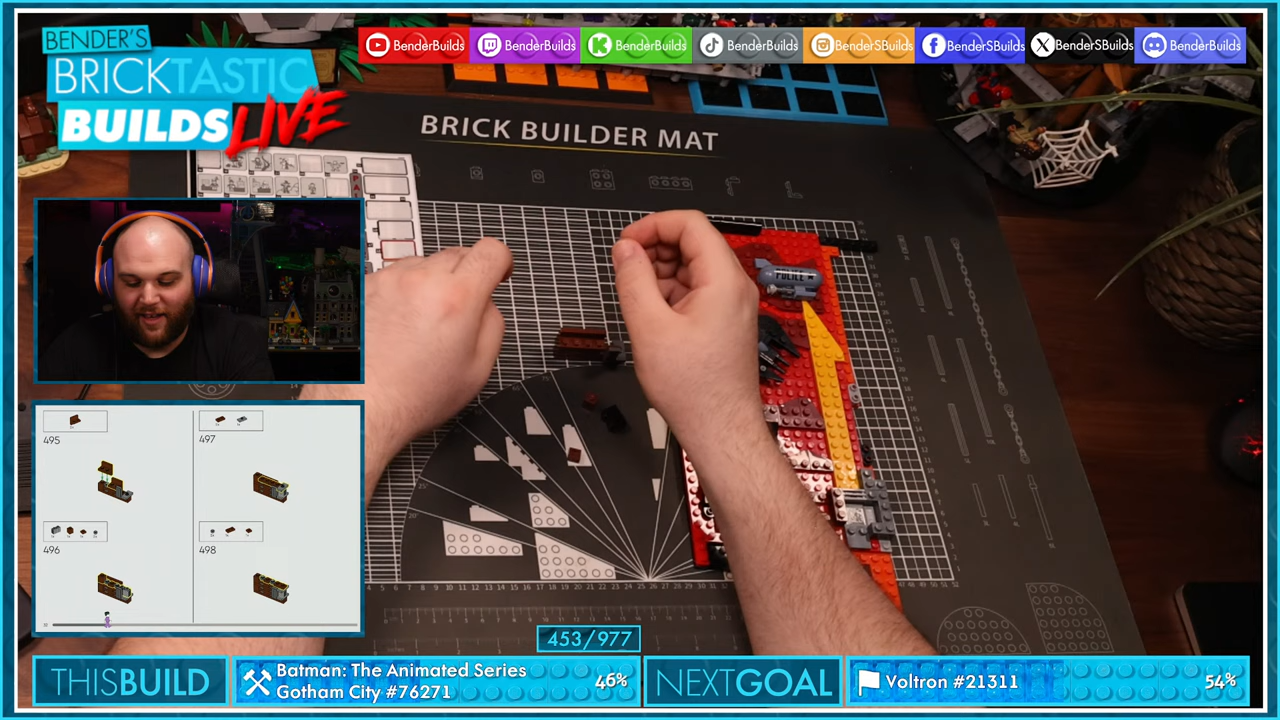 BENDER'S
BRICKTASTIC
BUILDS LIVE
BenderBuilds
BenderBuilds
BenderBuilds
BenderBuilds
BenderSBuilds
BenderSBuilds
BenderSBuilds
BenderBuilds
BRICK BUILDER MAT
POLICE
495
497
496
498
453/977
THISBUILD
Batman: The Animated Series
Gotham City #76271
46%
NEXTGOAL
Voltron #21311
54%